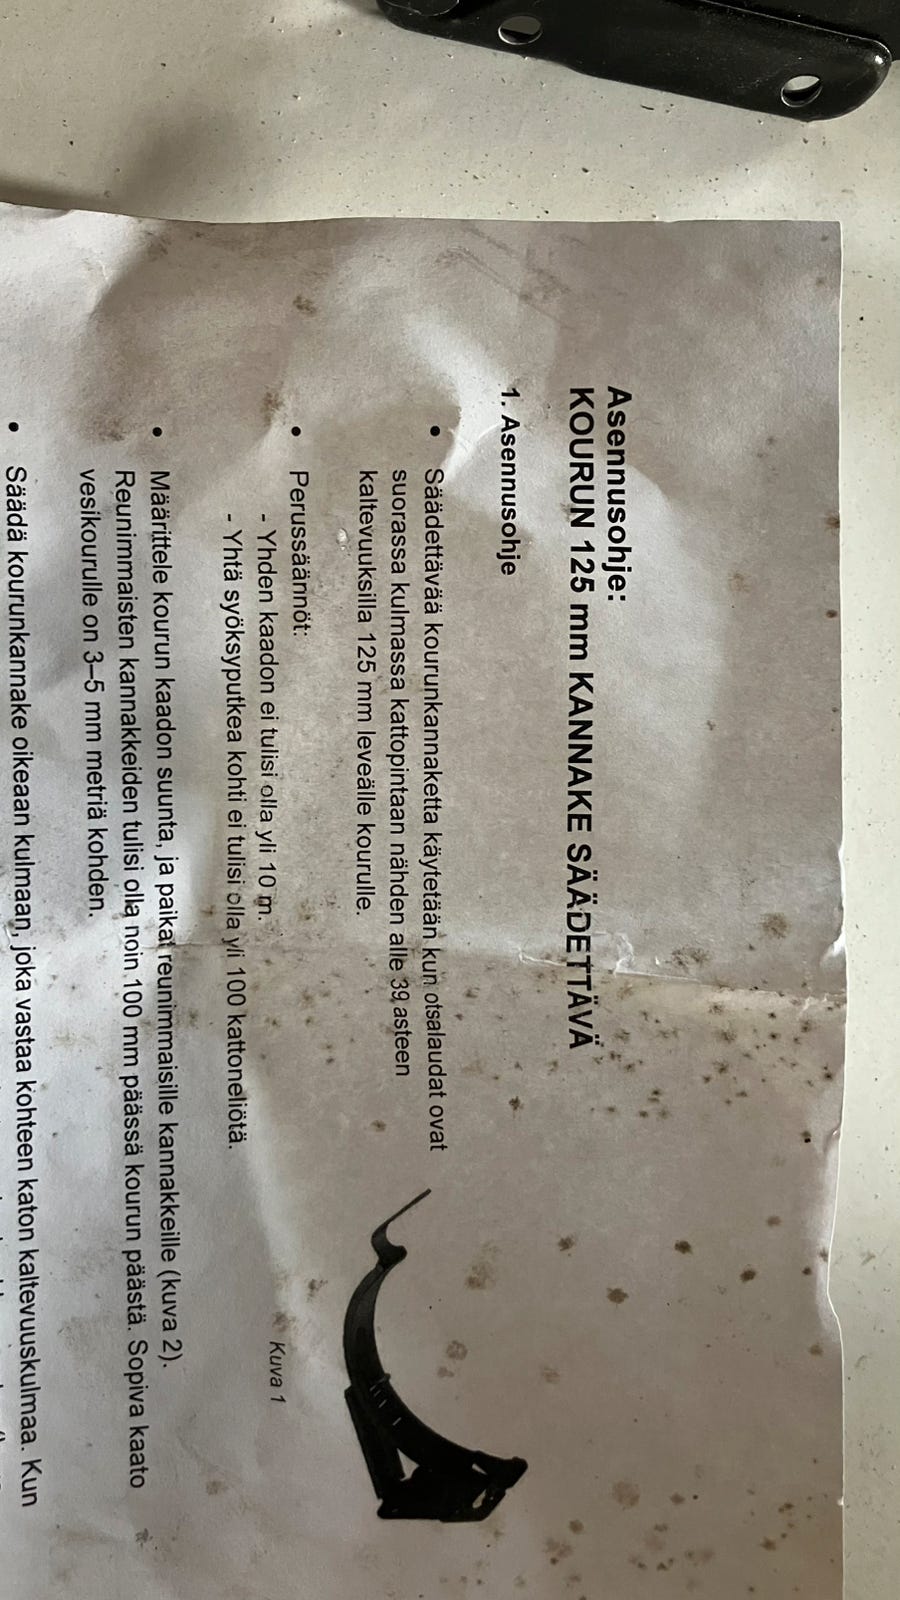 Asennusohje:
KOURUN 125 mm KANNAKE SÄÄDETTÄVÄ
1. Asennusohje
• Säädettävää kourunkannaketta käytetään kun otsalaudat ovat
suorassa kulmassa kattopintaan nähden alle 39 asteen
kaltevuuksilla 125 mm leveälle kourulle.
• Perussäännöt:
- Yhden kaadon ei tulisi olla yli 10 m.
- Yhtä syöksyputkea kohti ei tulisi olla yli 100 kattoneliötä.
Kuva 1
• Määrittele kourun kaadon suunta, ja paikat reunimmaisille kannakkeille (kuva 2).
Reunimmaisten kannakkeiden tulisi olla noin 100 mm päässä kourun päästä. Sopiva kaato
vesikourulle on 3–5 mm metriä kohden.
• Säädä kourunkannake oikeaan kulmaan, joka vastaa kohteen katon kaltevuuskulmaa. Kun